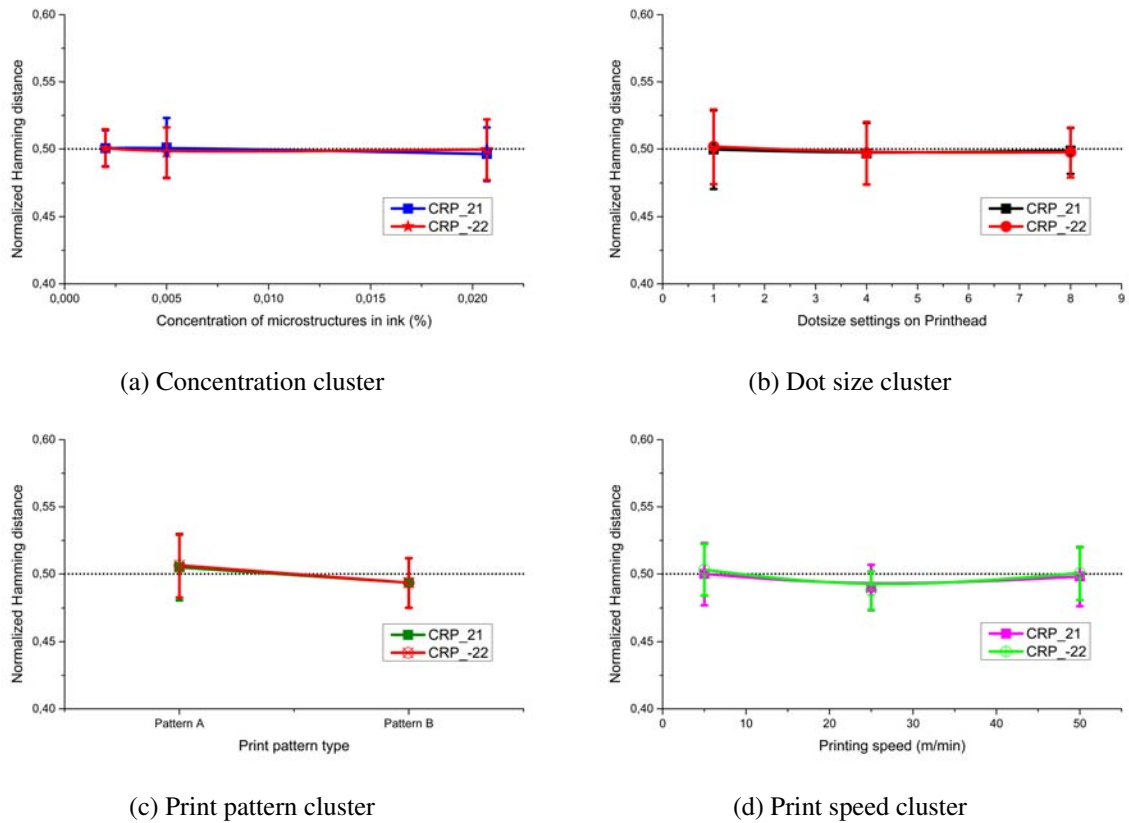 0,60
0,55
0,50
0,45
0,40
Normalized Hamming distance
CRP_21
CRP_-22
0,000 0,005 0,010 0,015 0,020
Concentration of microstructures in ink (%)
(a) Concentration cluster
0,60
0,55
0,50
0,45
0,40
Normalized Hamming distance
CRP_21
CRP_-22
0 1 2 3 4 5 6 7 8 9
Dotsize settings on Printhead
(b) Dot size cluster
0,60
0,55
0,50
0,45
0,40
Normalized Hamming distance
CRP_21
CRP_-22
Pattern A Pattern B
Print pattern type
(c) Print pattern cluster
0,60
0,55
0,50
0,45
0,40
Normalized Hamming distance
CRP_21
CRP_-22
0 10 20 30 40 50
Printing speed (m/min)
(d) Print speed cluster